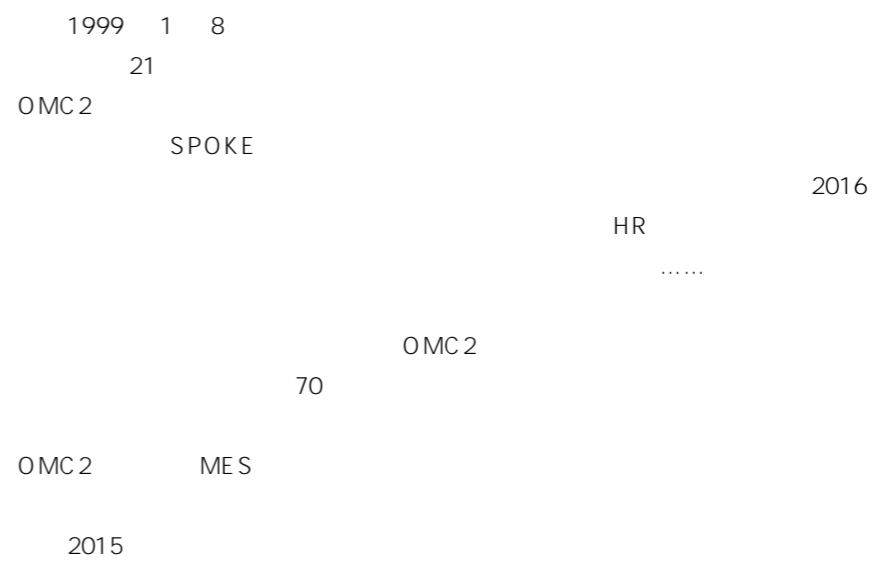 1999 1 8
21
OMC2
SPOKE
2016
HR
……
OMC2
70
OMC2 MES
2015